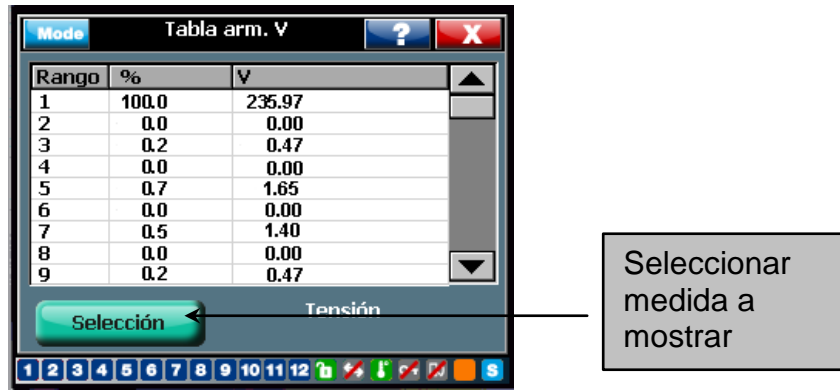 Mode Tabla arm. V ? X
Rango % V
1 100.0 235.97
2 0.0 0.00
3 0.2 0.47
4 0.0 0.00
5 0.7 1.65
6 0.0 0.00
7 0.5 1.40
8 0.0 0.00
9 0.2 0.47
Selección Tensión
1 2 3 4 5 6 7 8 9 10 11 12 S
Seleccionar
medida a
mostrar